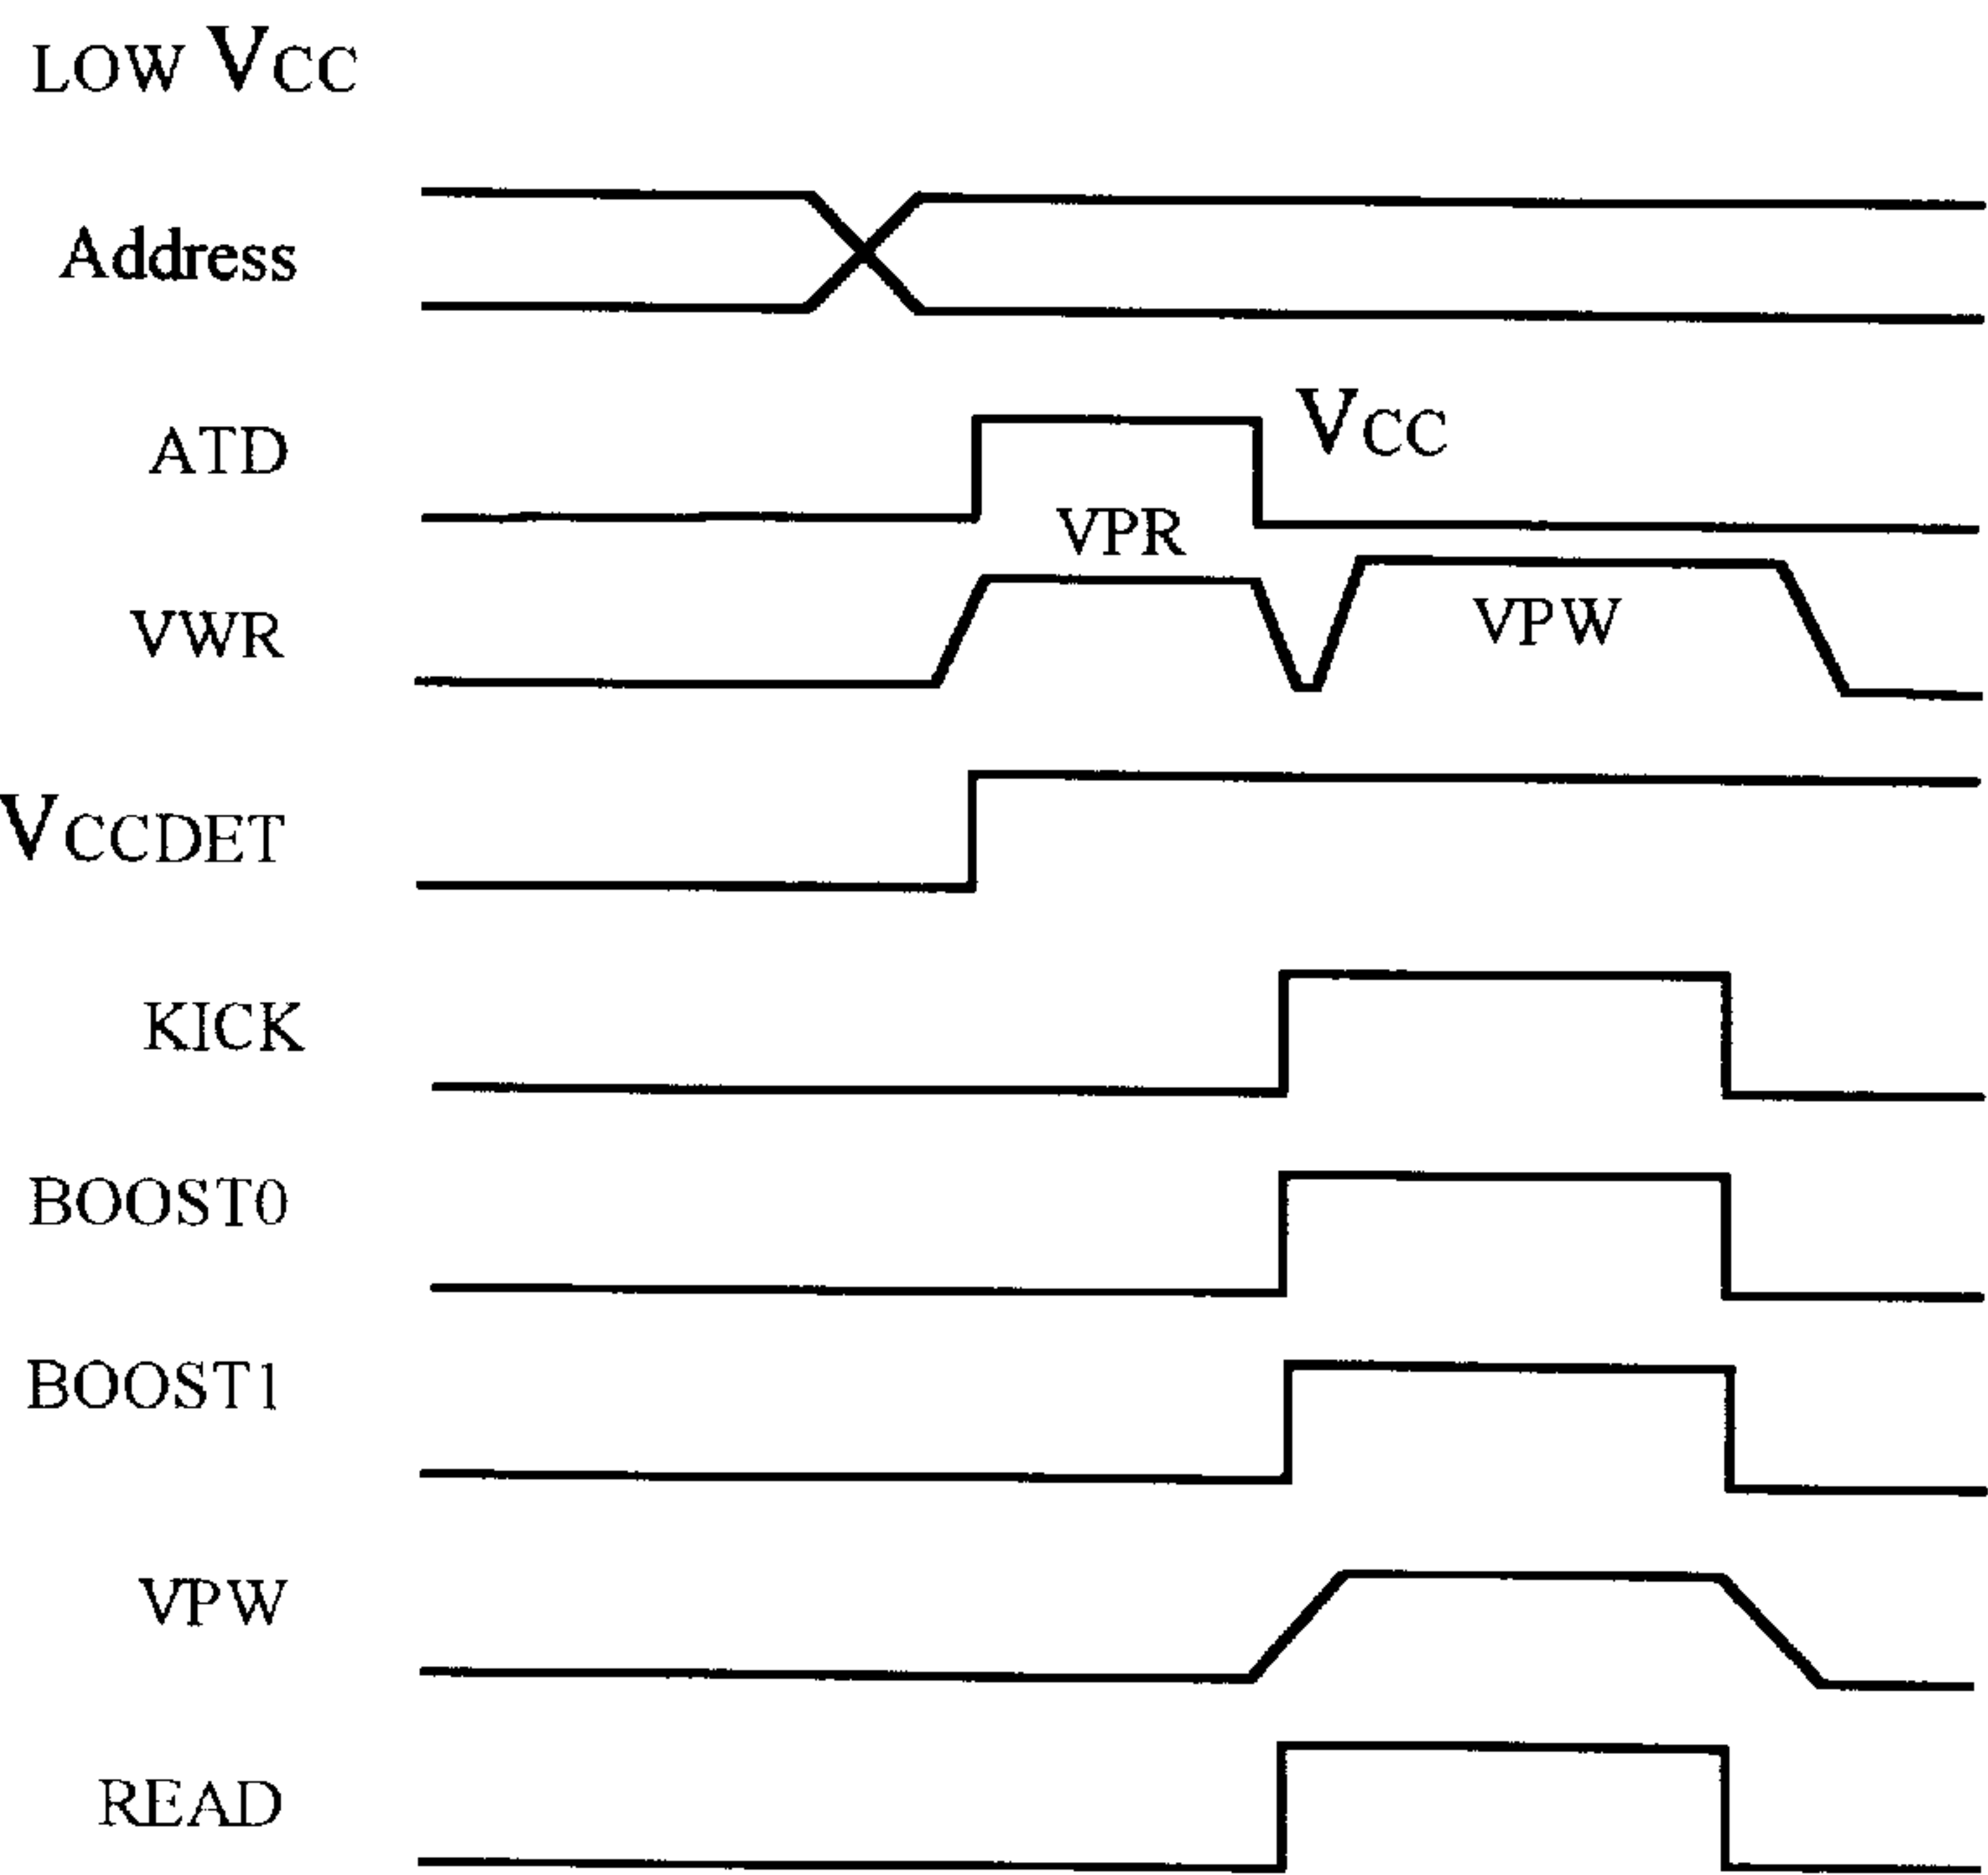 LOW VCC
Address
ATD
VCC
VPR
VWR
VPW
VCCDET
KICK
BOOST0
BOOST1
VPW
READ